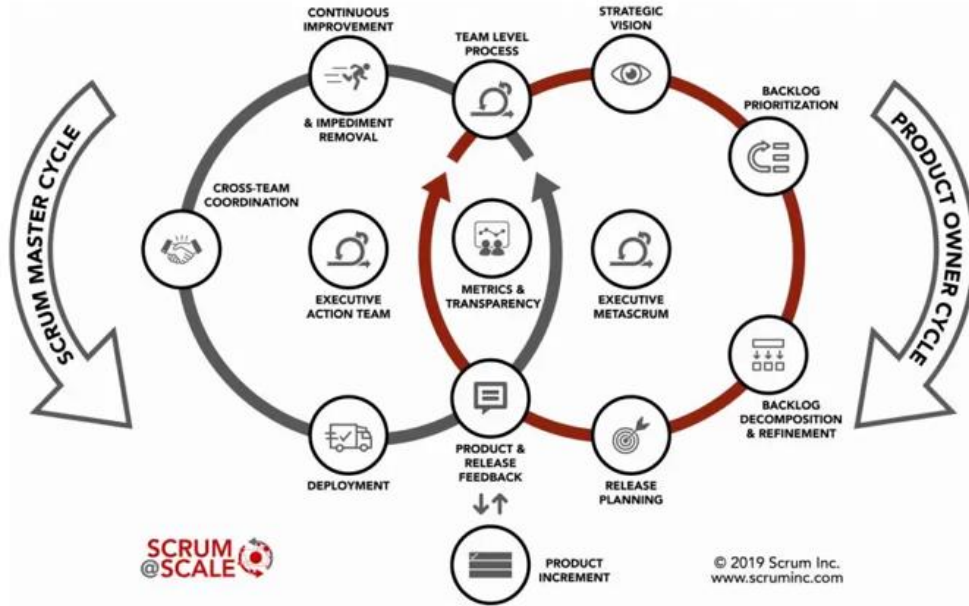 CONTINUOUS
IMPROVEMENT
& IMPEDIMENT
REMOVAL
TEAM LEVEL
PROCESS
STRATEGIC
VISION
BACKLOG
PRIORITIZATION
SCRUM MASTER CYCLE
PRODUCT OWNER CYCLE
CROSS-TEAM
COORDINATION
EXECUTIVE
ACTION TEAM
METRICS &
TRANSPARENCY
EXECUTIVE
METASCRUM
BACKLOG
DECOMPOSITION
& REFINEMENT
DEPLOYMENT
PRODUCT &
RELEASE
FEEDBACK
RELEASE
PLANNING
SCRUM
@SCALE
PRODUCT
INCREMENT
© 2019 Scrum Inc.
www.scruminc.com